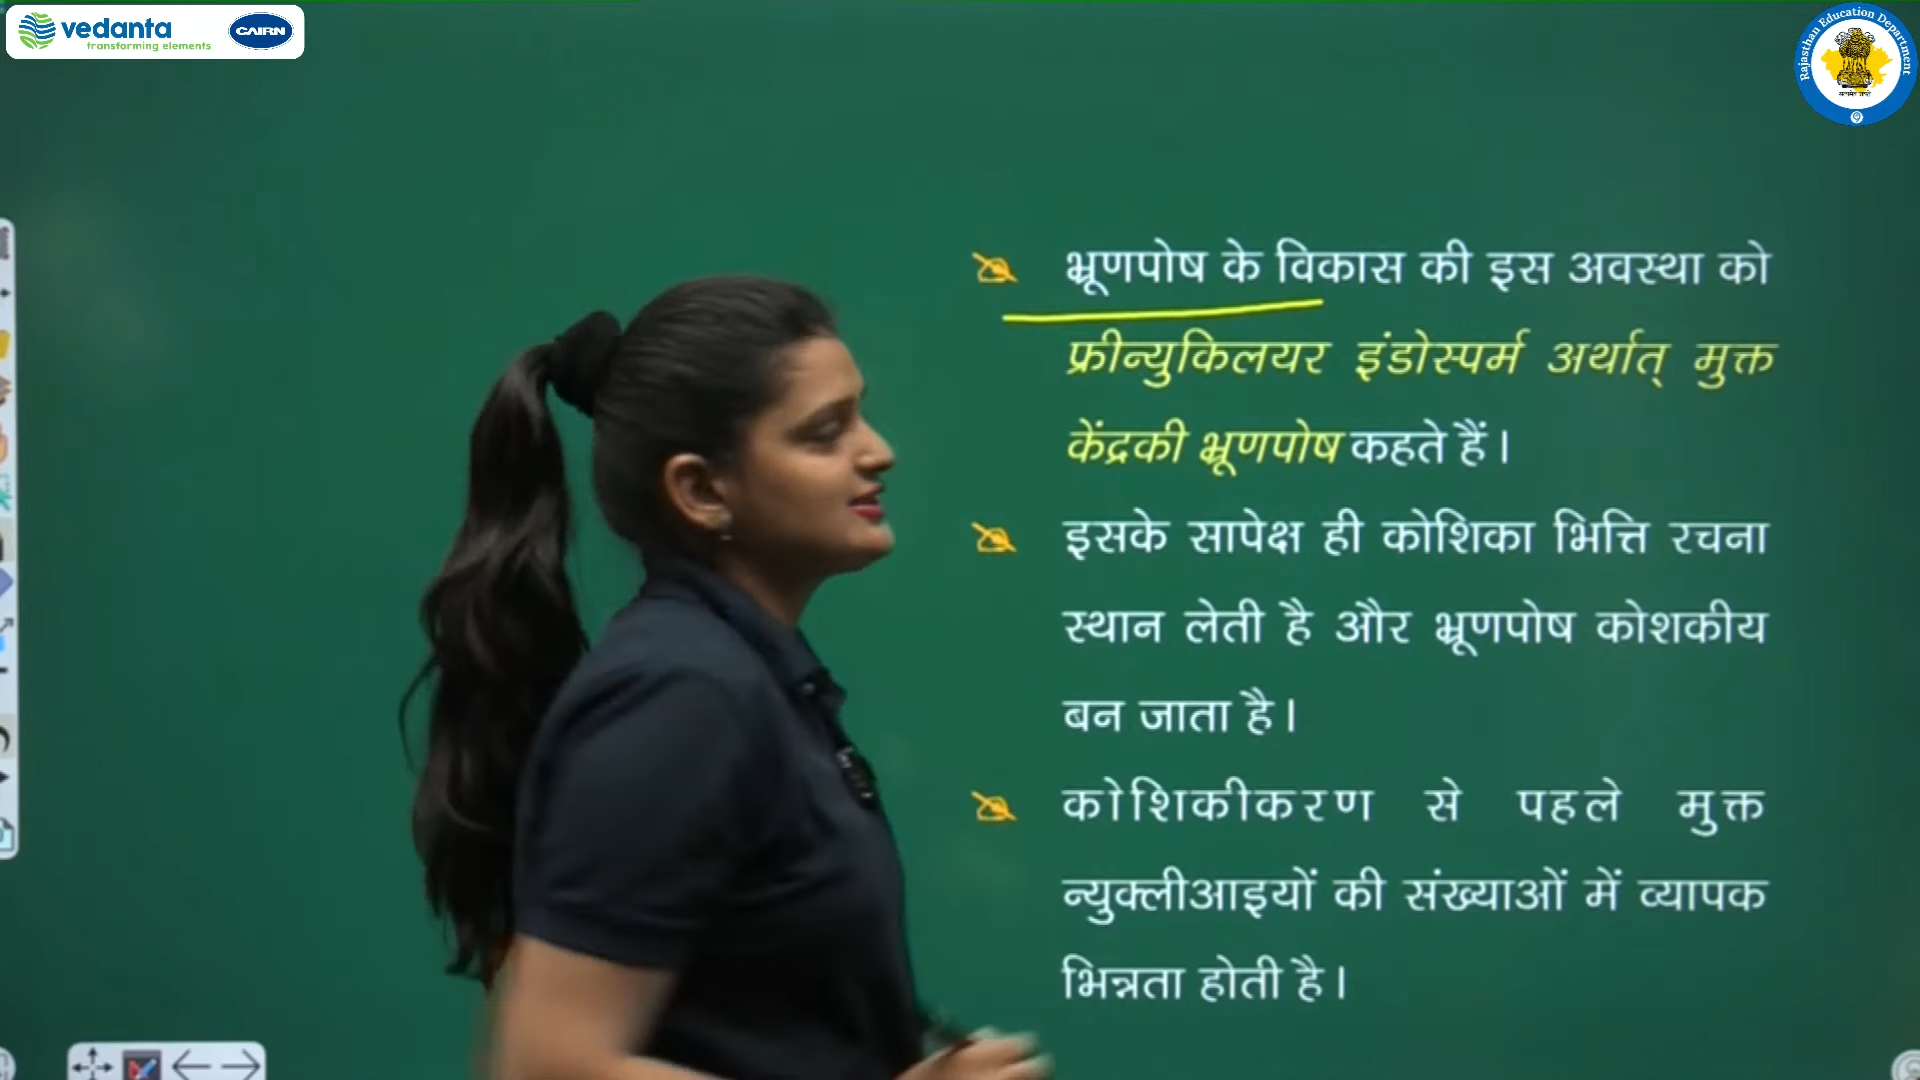 vedanta
transforming elements
CAIRN
Rajasthan Education Department
भ्रूणपोष के विकास की इस अवस्था को
फ्रीन्युकिलयर इंडोस्पर्म अर्थात् मुक्त
केंद्रकी भ्रूणपोष कहते हैं।
इसके सापेक्ष ही कोशिका भित्ति रचना
स्थान लेती है और भ्रूणपोष कोशकीय
बन जाता है।
कोशिकीकरण से पहले मुक्त
न्युक्लीआइयों की संख्याओं में व्यापक
भिन्नता होती है।